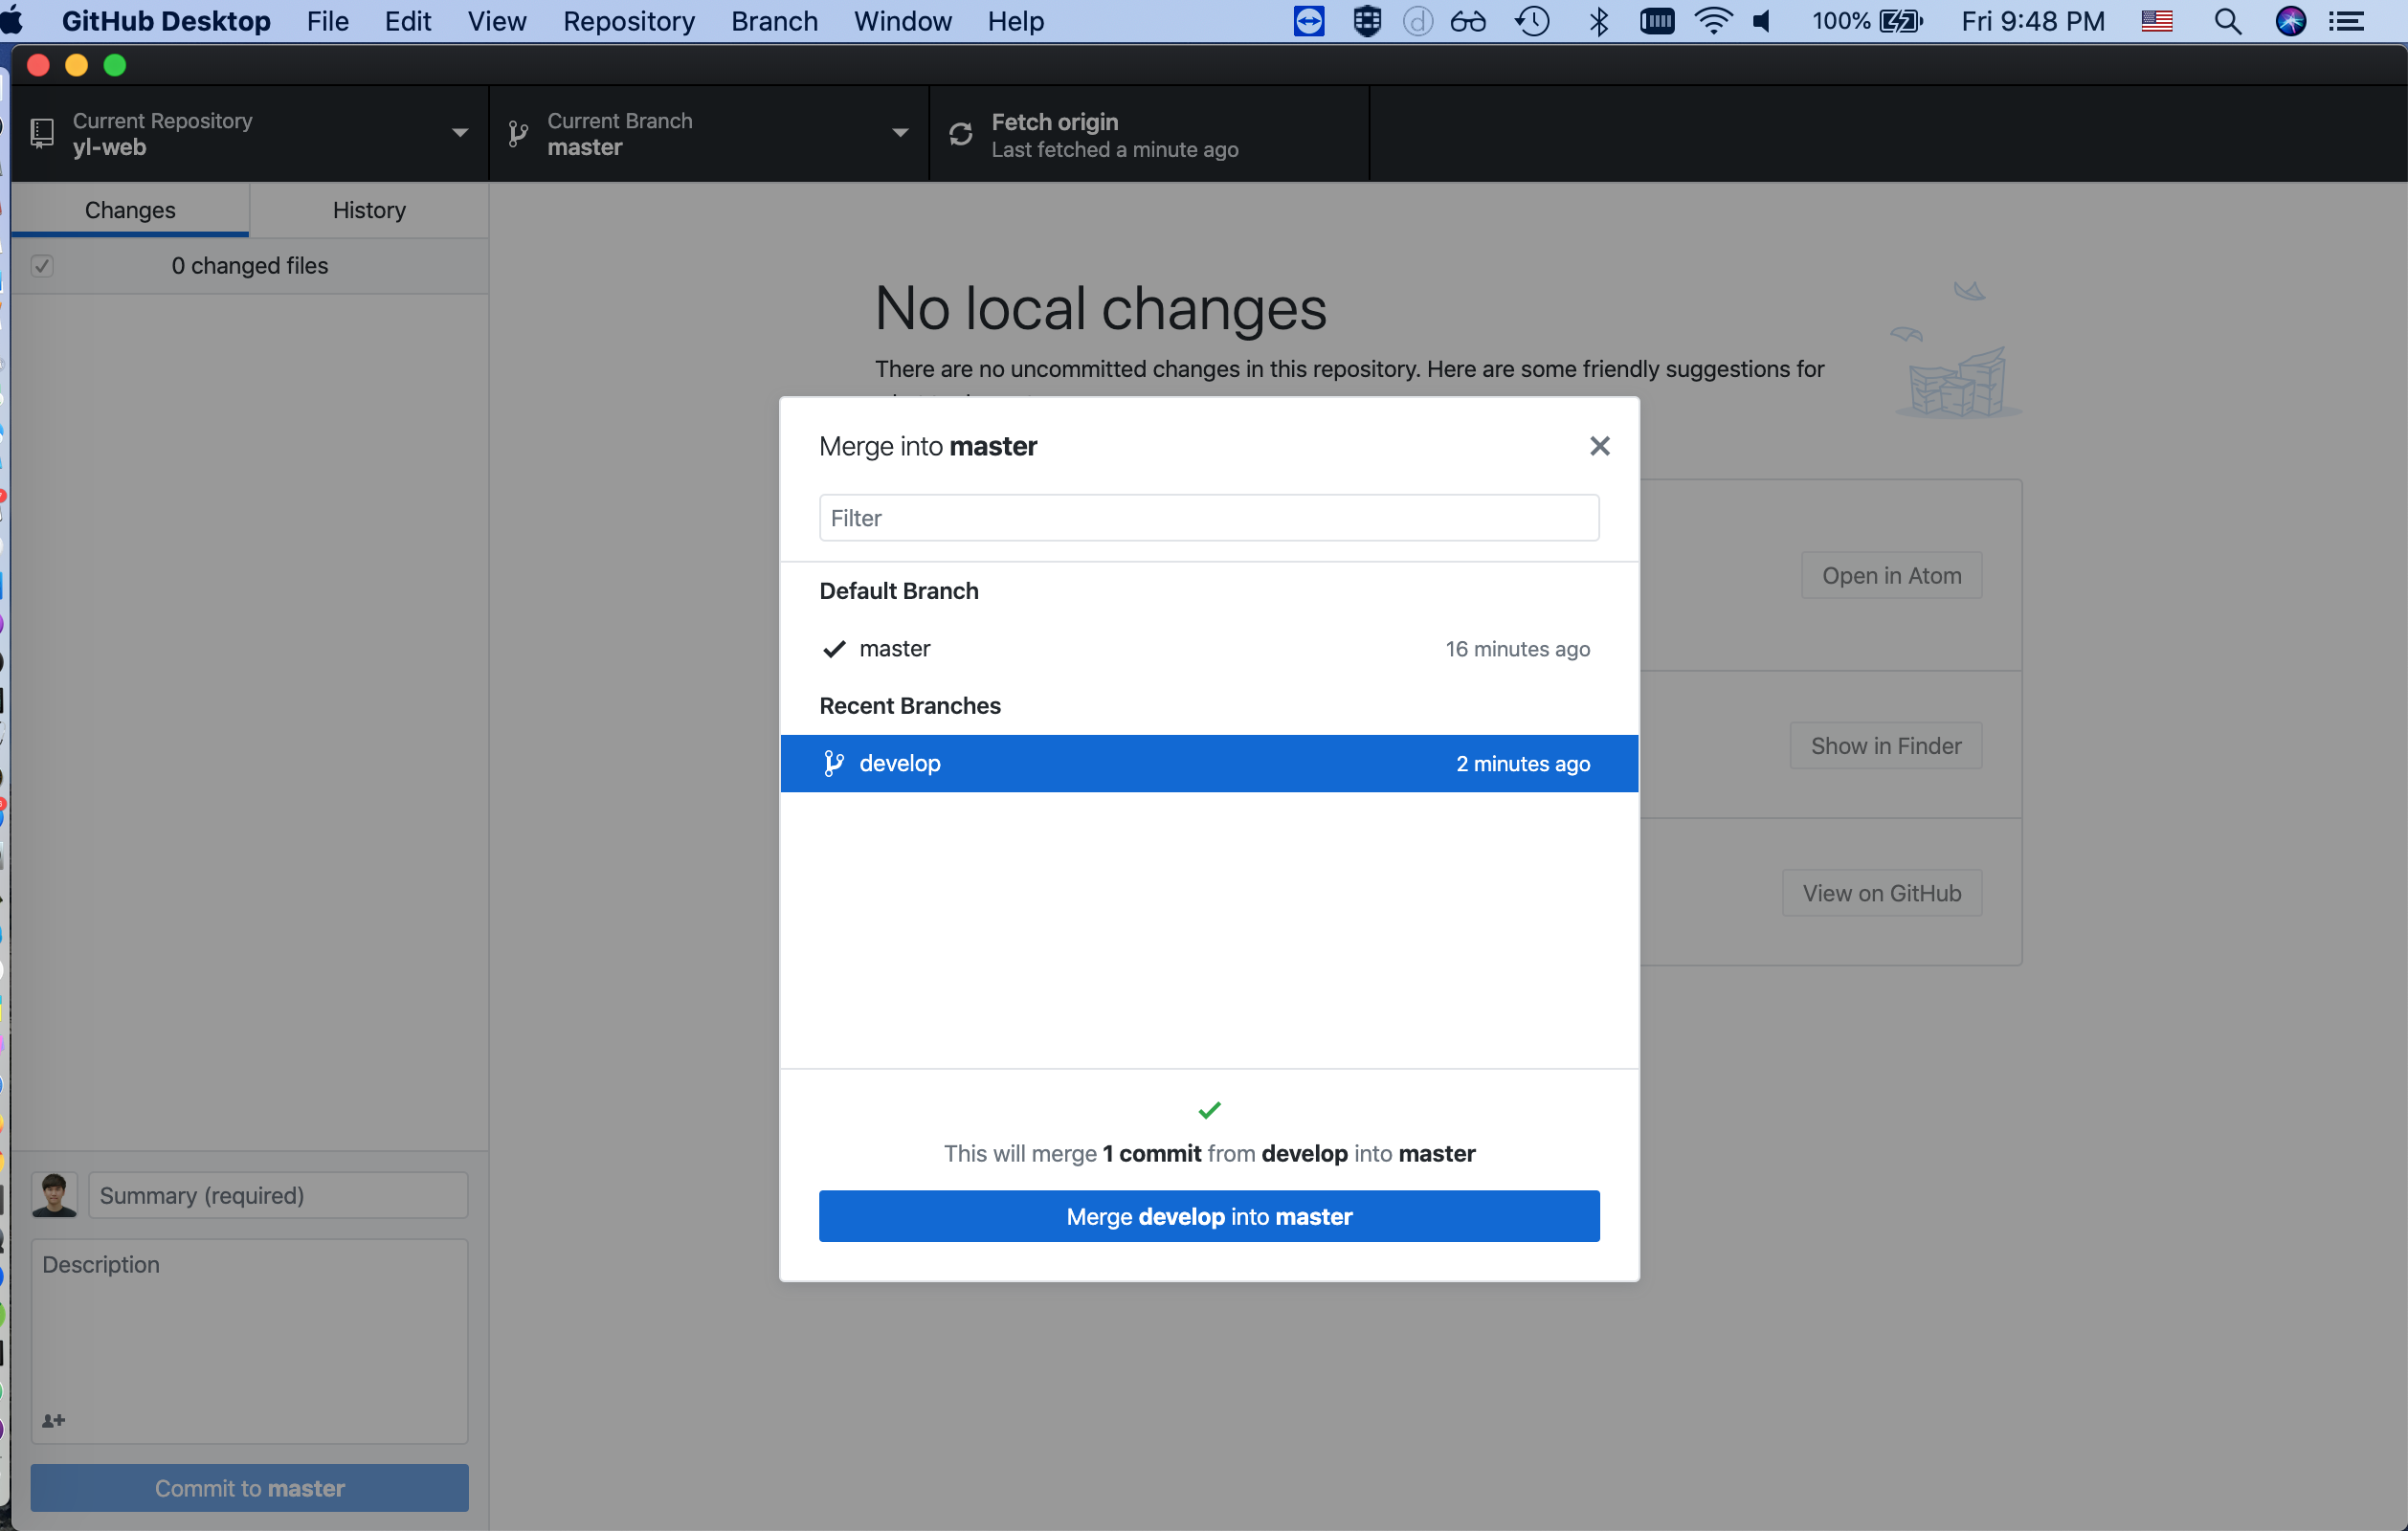 GitHub Desktop File Edit View Repository Branch Window Help 100% Fri 9:48 PM
Current Repository
yl-web
Current Branch
master
Fetch origin
Last fetched a minute ago
Changes
History
0 changed files
No local changes
There are no uncommitted changes in this repository. Here are some friendly suggestions for
Merge into master
Filter
Default Branch
master 16 minutes ago
Recent Branches
develop 2 minutes ago
Open in Atom
Show in Finder
View on GitHub
This will merge 1 commit from develop into master
Merge develop into master
Summary (required)
Description
Commit to master